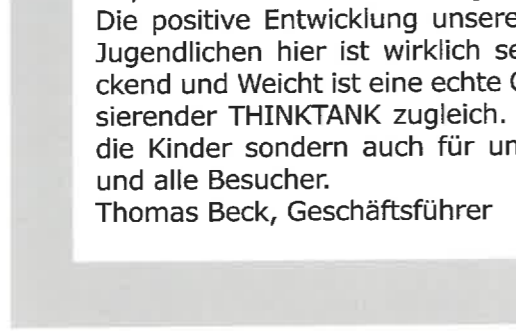 Die positive Entwicklung unsere
Jugendlichen hier ist wirklich se
ckend und Weicht ist eine echte
sierender THINKTANK zugleich.
die Kinder sondern auch für un
und alle Besucher.
Thomas Beck, Geschäftsführer